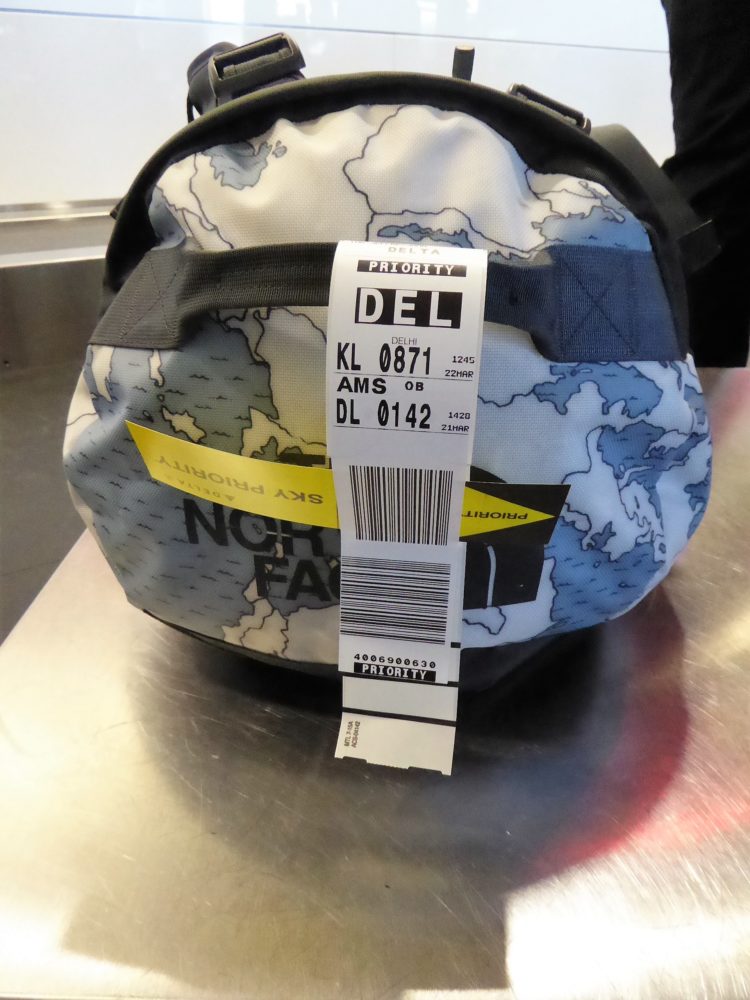 DELTA
PRIORITY
DEL
DELHI
KL 0871 1245
22MAR
AMS OB
DL 0142 1428
21MAR
SKY PRIORITY
DELTA
PRIORITY
NOR
FAC
4006900630
PRIORITY